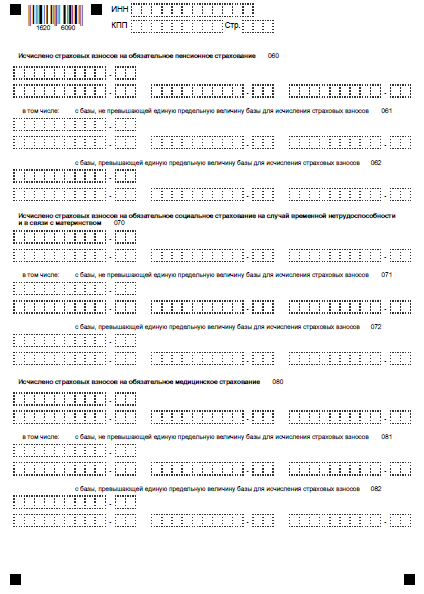 ИНН
1620 6090
КПП Стр.
Исчислено страховых взносов на обязательное пенсионное страхование 060
в том числе: с базы, не превышающей единую предельную величину базы для исчисления страховых взносов 061
с базы, превышающей единую предельную величину базы для исчисления страховых взносов 062
Исчислено страховых взносов на обязательное социальное страхование на случай временной нетрудоспособности
и в связи с материнством 070
в том числе: с базы, не превышающей единую предельную величину базы для исчисления страховых взносов 071
с базы, превышающей единую предельную величину базы для исчисления страховых взносов 072
Исчислено страховых взносов на обязательное медицинское страхование 080
в том числе: с базы, не превышающей единую предельную величину базы для исчисления страховых взносов 081
с базы, превышающей единую предельную величину базы для исчисления страховых взносов 082